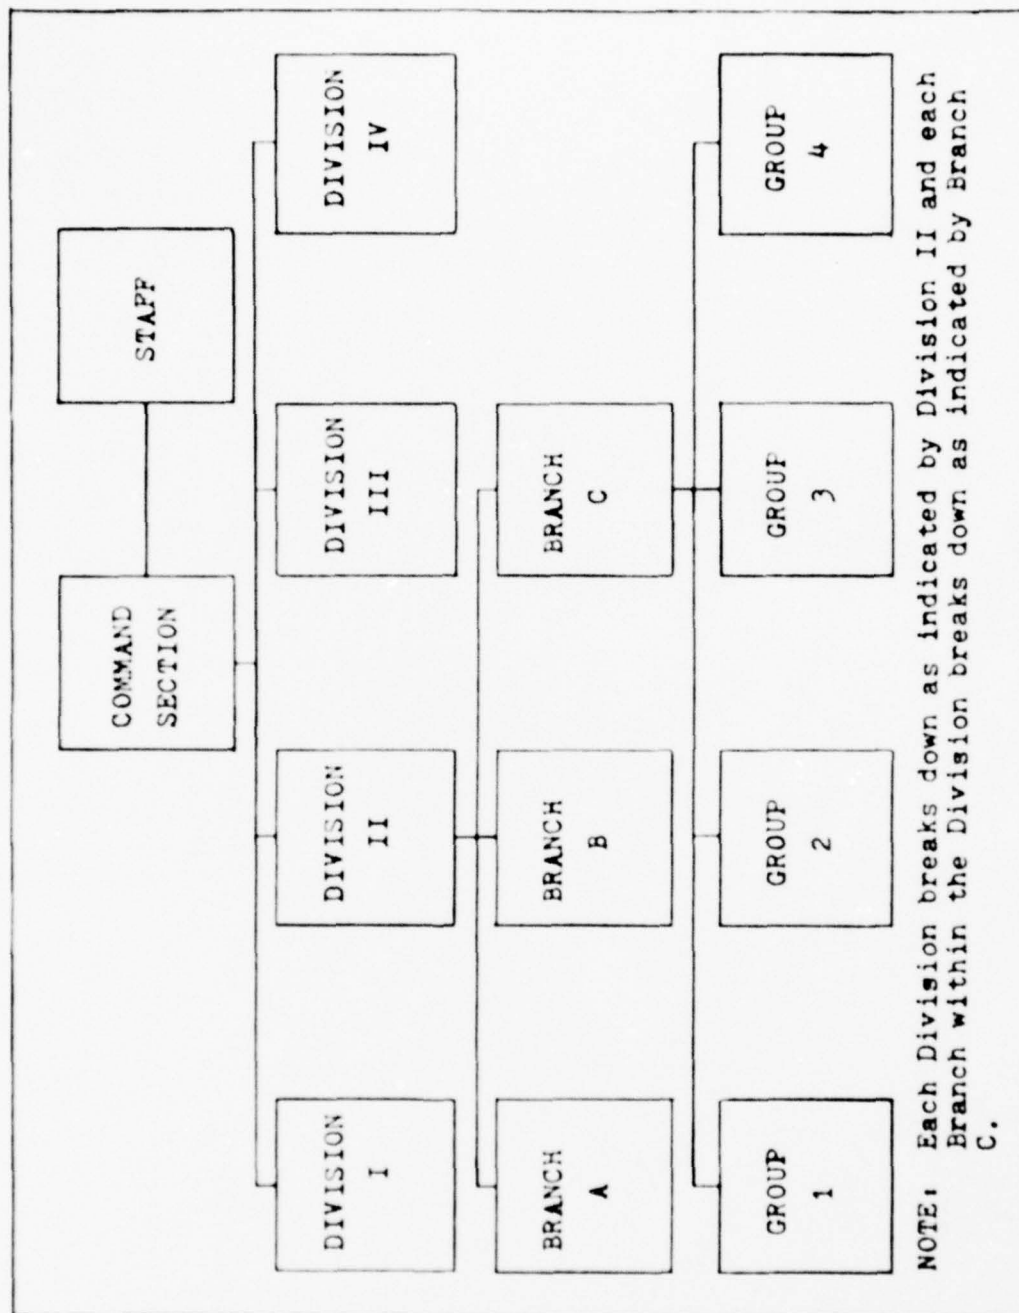 COMMAND
SECTION
STAFF
DIVISION
I
DIVISION
II
DIVISION
III
DIVISION
IV
BRANCH
A
BRANCH
B
BRANCH
C
GROUP
1
GROUP
2
GROUP
3
GROUP
4
NOTE: Each Division breaks down as indicated by Division II and each
Branch within the Division breaks down as indicated by Branch
C.